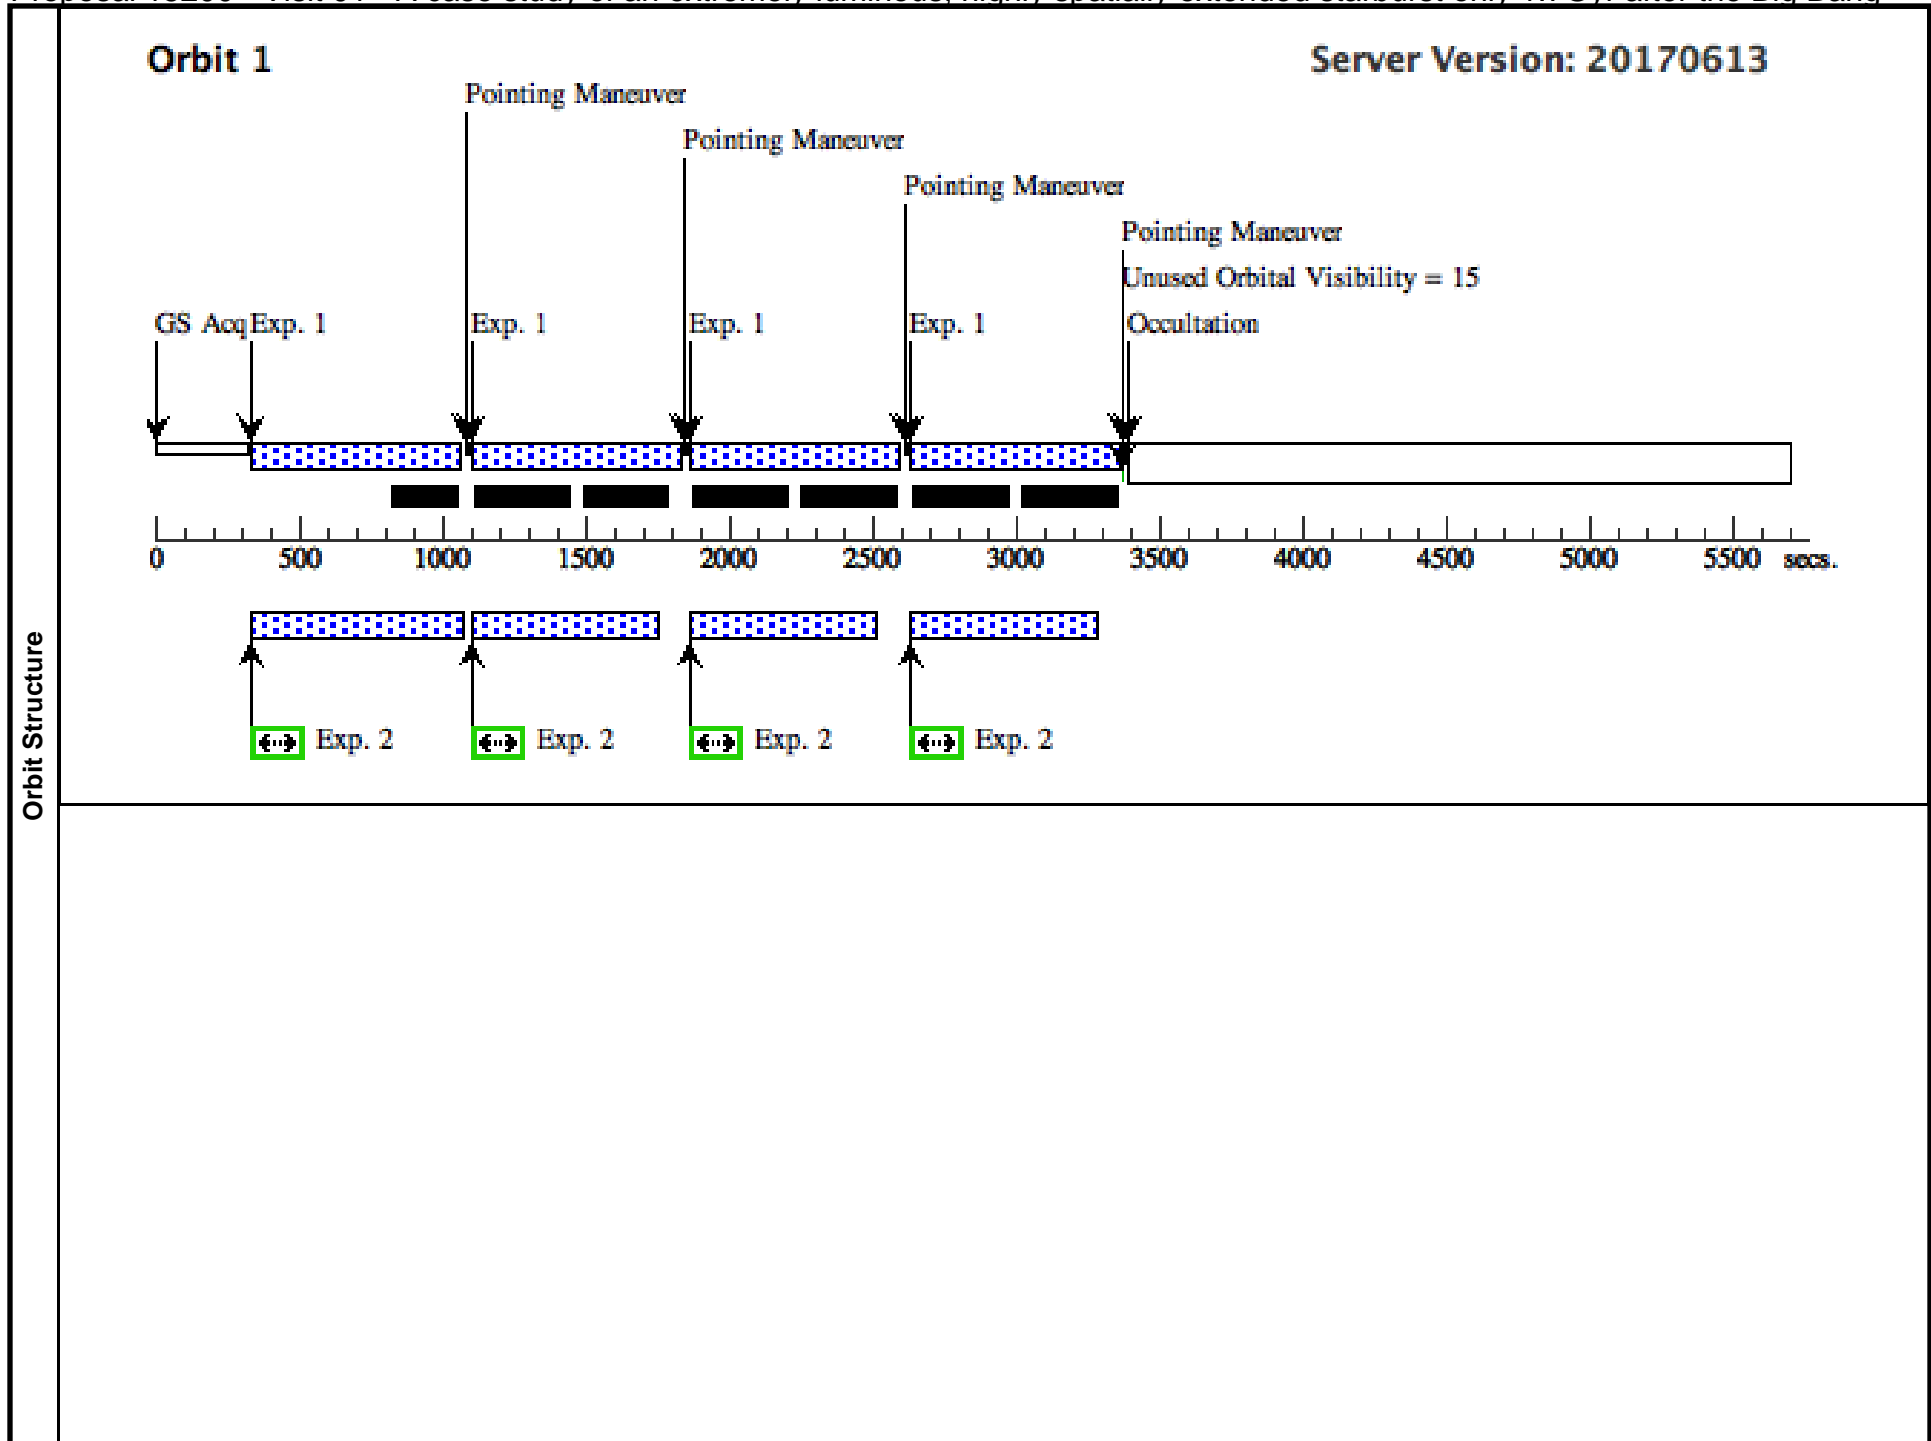 Orbit 1
Server Version: 20170613
Pointing Maneuver
Pointing Maneuver
Pointing Maneuver
Pointing Maneuver
Unused Orbital Visibility = 15
GS Acq Exp. 1 Exp. 1 Exp. 1 Exp. 1 Occultation
0 500 1000 1500 2000 2500 3000 3500 4000 4500 5000 5500 secs.
Exp. 2 Exp. 2 Exp. 2 Exp. 2
Orbit Structure